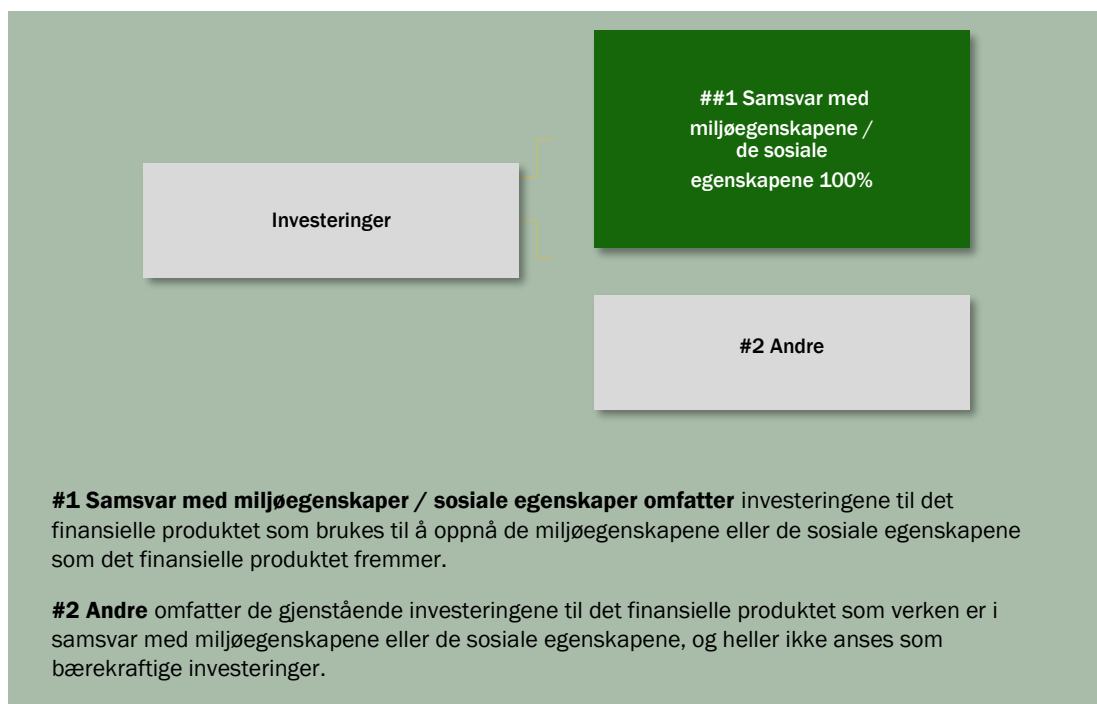 ##1 Samsvar med
miljøegenskapene /
de sosiale
egenskapene 100%
Investeringer
#2 Andre
#1 Samsvar med miljøegenskaper / sosiale egenskaper omfatter investeringene til det
finansielle produktet som brukes til å oppnå de miljøegenskapene eller de sosiale egenskapene
som det finansielle produktet fremmer.
#2 Andre omfatter de gjenstående investeringene til det finansielle produktet som verken er i
samsvar med miljøegenskapene eller de sosiale egenskapene, og heller ikke anses som
bærekraftige investeringer.